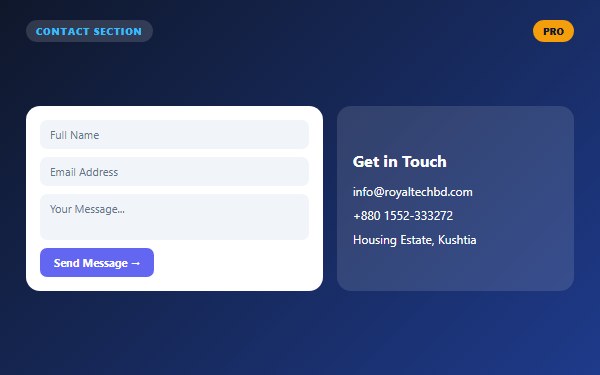 CONTACT SECTION
PRO
Full Name
Email Address
Your Message...
Send Message →
Get in Touch
info@royaltechbd.com
+880 1552-333272
Housing Estate, Kushtia